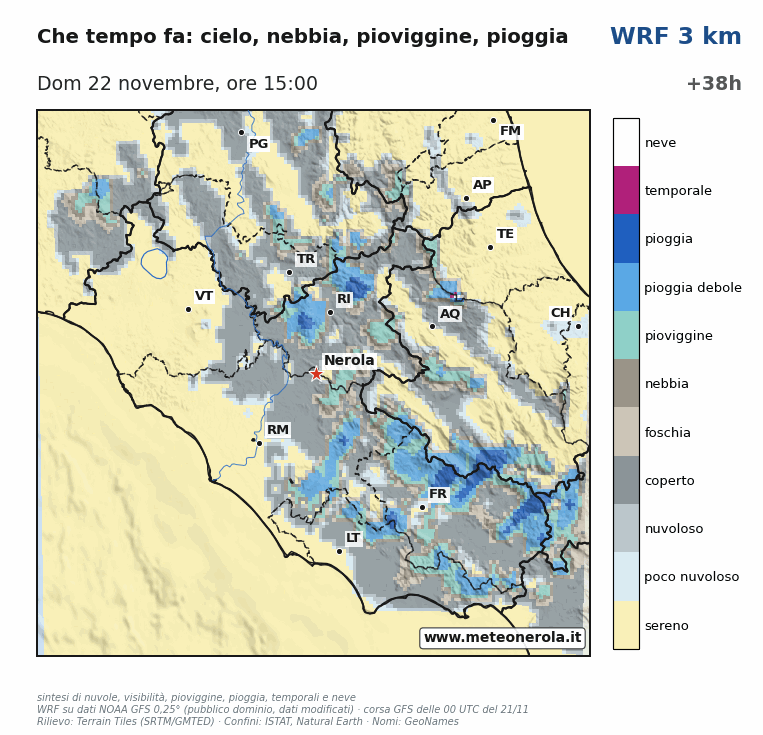 Che tempo fa: cielo, nebbia, pioviggine, pioggia
WRF 3 km
Dom 22 novembre, ore 15:00
+38h
FM
PG
AP
TE
TR
VT
RI
AQ
CH
Nerola
RM
FR
LT
www.meteonerola.it
neve
temporale
pioggia
pioggia debole
pioviggine
nebbia
foschia
coperto
nuvoloso
poco nuvoloso
sereno
sintesi di nuvole, visibilità, pioviggine, pioggia, temporali e neve
WRF su dati NOAA GFS 0,25° (pubblico dominio, dati modificati) · corsa GFS delle 00 UTC del 21/11
Rilievo: Terrain Tiles (SRTM/GMTED) · Confini: ISTAT, Natural Earth · Nomi: GeoNames